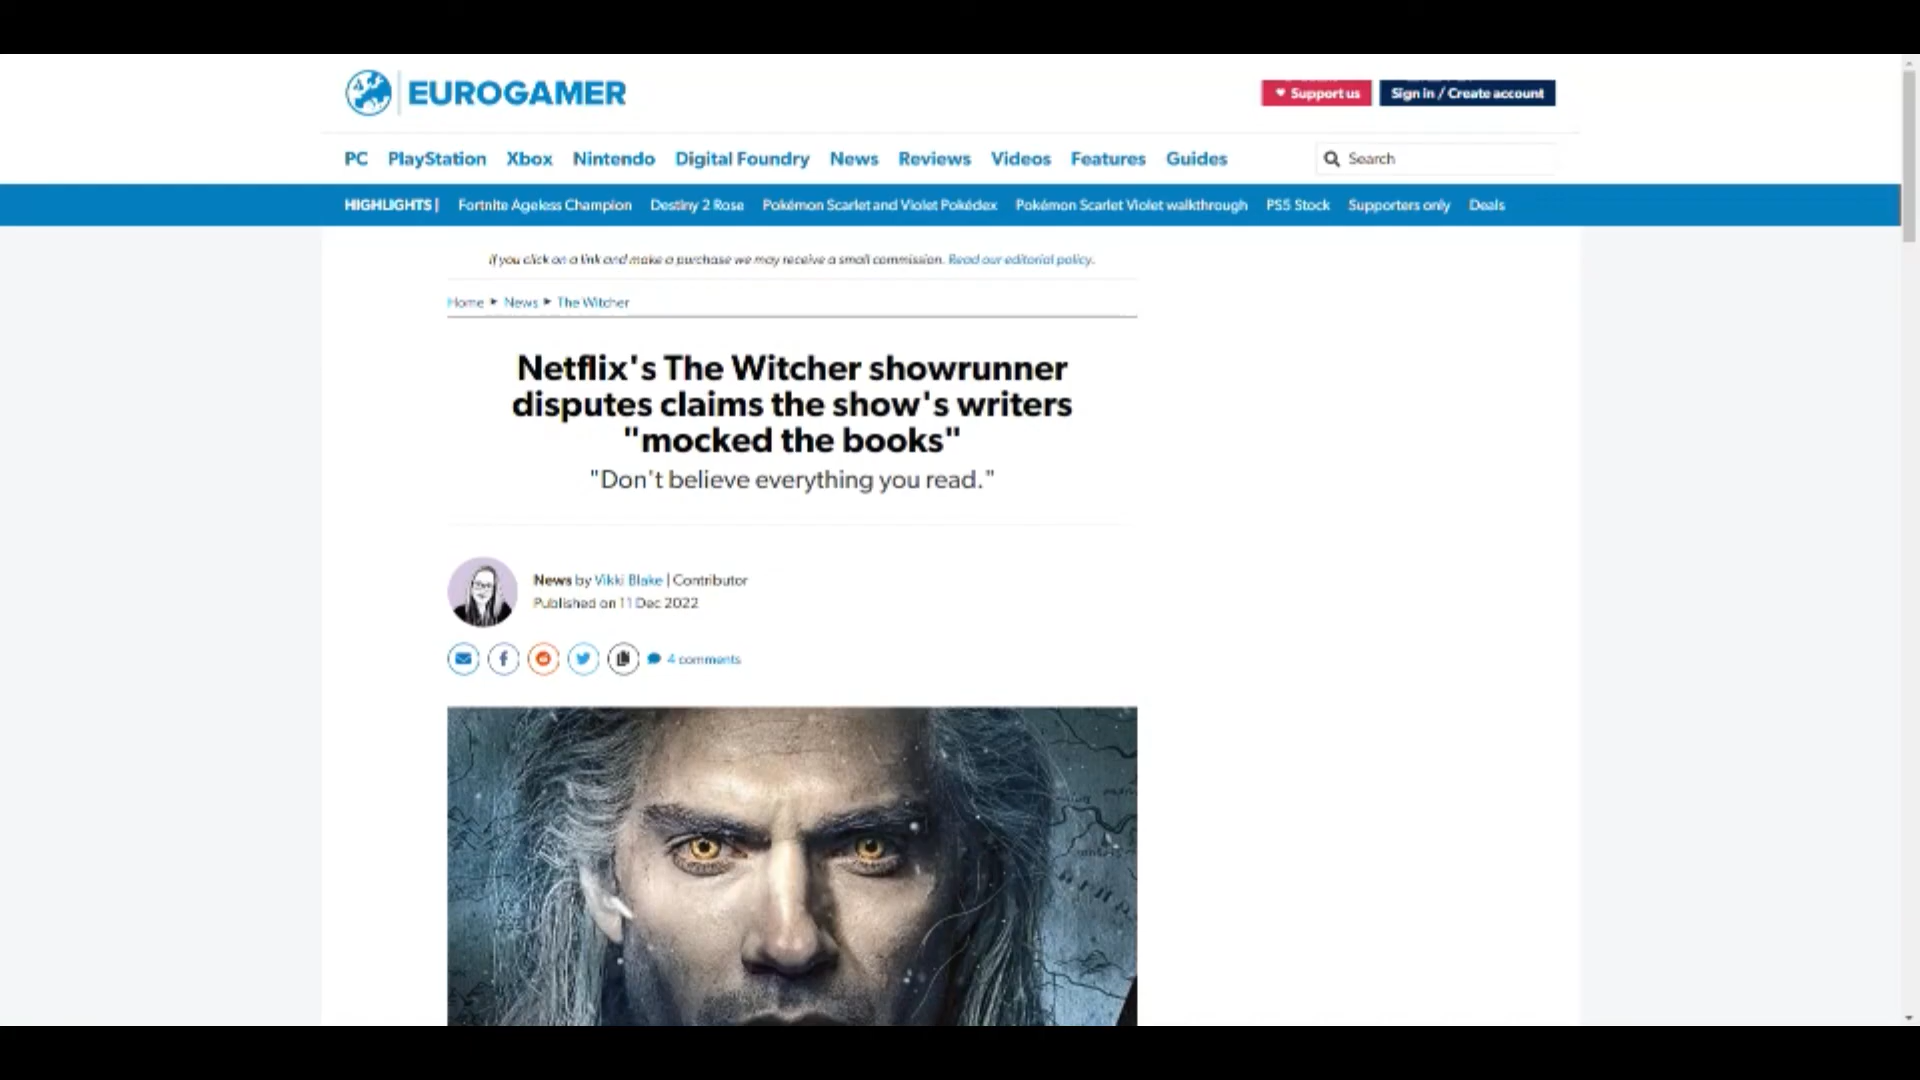 EUROGAMER
Support us
Sign in / Create account
PC PlayStation Xbox Nintendo Digital Foundry News Reviews Videos Features Guides
Search
HIGHLIGHTS | Fortnite Ageless Champion Destiny 2 Rose Pokémon Scarlet and Violet Pokédex Pokémon Scarlet Violet walkthrough PS5 Stock Supporters only Deals
If you click on a link and make a purchase we may receive a small commission. Read our editorial policy.
Home ▶ News ▶ The Witcher
Netflix's The Witcher showrunner
disputes claims the show's writers
"mocked the books"
"Don't believe everything you read."
News by Vikki Blake | Contributor
Published on 11 Dec 2022
4 comments